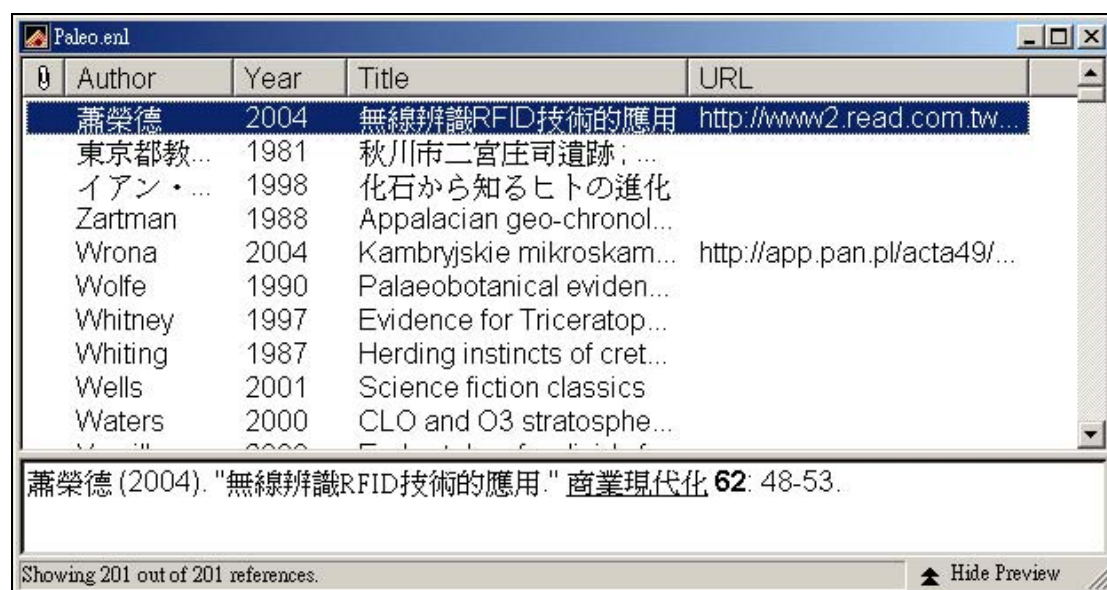 Paleo.enl
Author Year Title URL
蕭榮德 2004 無線辨識RFID技術的應用 http://www2.read.com.tw...
東京都教... 1981 秋川市二宮庄司遺跡 ; ...
イアン・... 1998 化石から知るヒトの進化
Zartman 1988 Appalacian geo-chronol...
Wrona 2004 Kambryjskie mikroskam... http://app.pan.pl/acta49/...
Wolfe 1990 Palaeobotanical eviden...
Whitney 1997 Evidence for Triceratop...
Whiting 1987 Herding instincts of cret...
Wells 2001 Science fiction classics
Waters 2000 CLO and O3 stratosphe...
蕭榮德 (2004). "無線辨識RFID技術的應用." 商業現代化 62: 48-53.
Showing 201 out of 201 references. Hide Preview